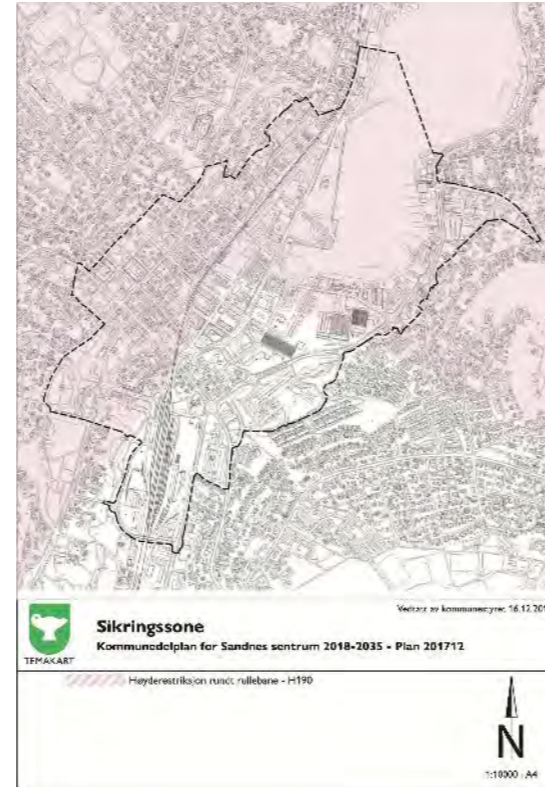 Vedtatt av kommunestyret 16.12.201
Sikringssone
Kommunedelplan for Sandnes sentrum 2018-2035 - Plan 201712
TEMAKART
Høyderestriksjon rundt rullebane - H190
N
1:10000 - A4